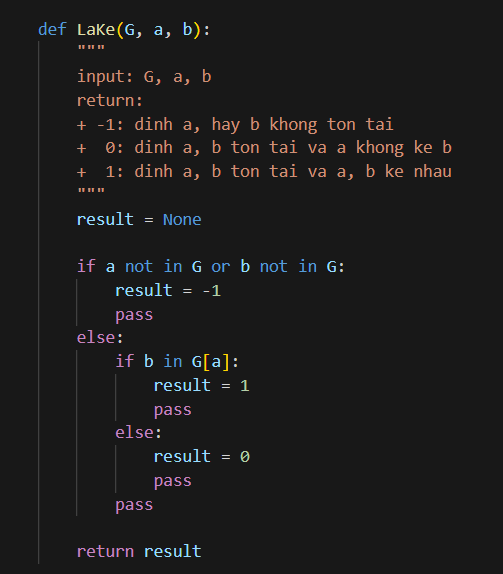 def LaKe(G, a, b):
    """
    input: G, a, b
    return:
    + -1: dinh a, hay b khong ton tai
    +  0: dinh a, b ton tai va a khong ke b
    +  1: dinh a, b ton tai va a, b ke nhau
    """
    result = None

    if a not in G or b not in G:
        result = -1
        pass
    else:
        if b in G[a]:
            result = 1
            pass
        else:
            result = 0
            pass
        pass

    return result